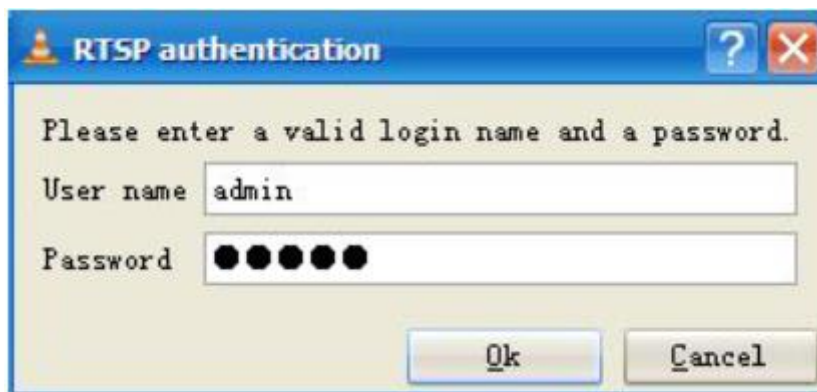 RTSP authentication
Please enter a valid login name and a password.
User name admin
Password ●●●●●
Ok Cancel